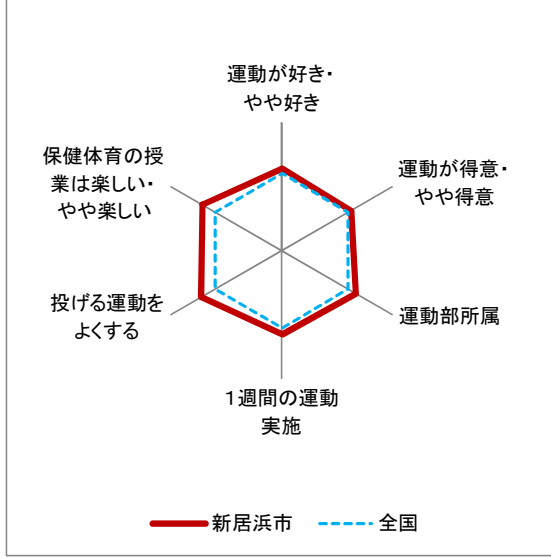 運動が好き・
やや好き
運動が得意・
やや得意
運動部所属
１週間の運動
実施
投げる運動を
よくする
保健体育の授
業は楽しい・
やや楽しい
新居浜市
全国